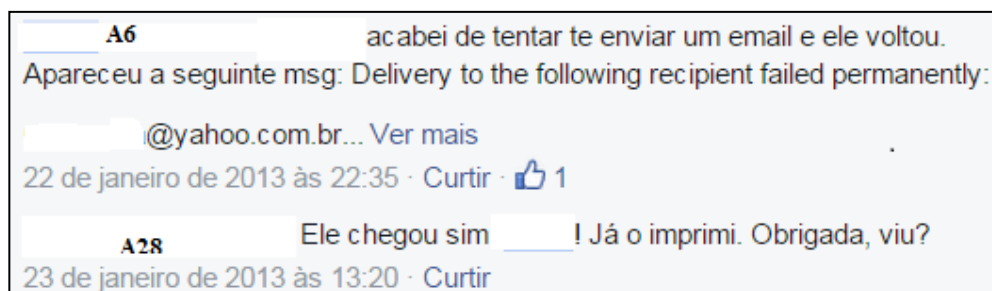 A6 acabei de tentar te enviar um email e ele voltou.
Apareceu a seguinte msg: Delivery to the following recipient failed permanently:
@yahoo.com.br... Ver mais
22 de janeiro de 2013 às 22:35 · Curtir · 1
A28 Ele chegou sim ! Já o imprimi. Obrigada, viu?
23 de janeiro de 2013 às 13:20 · Curtir